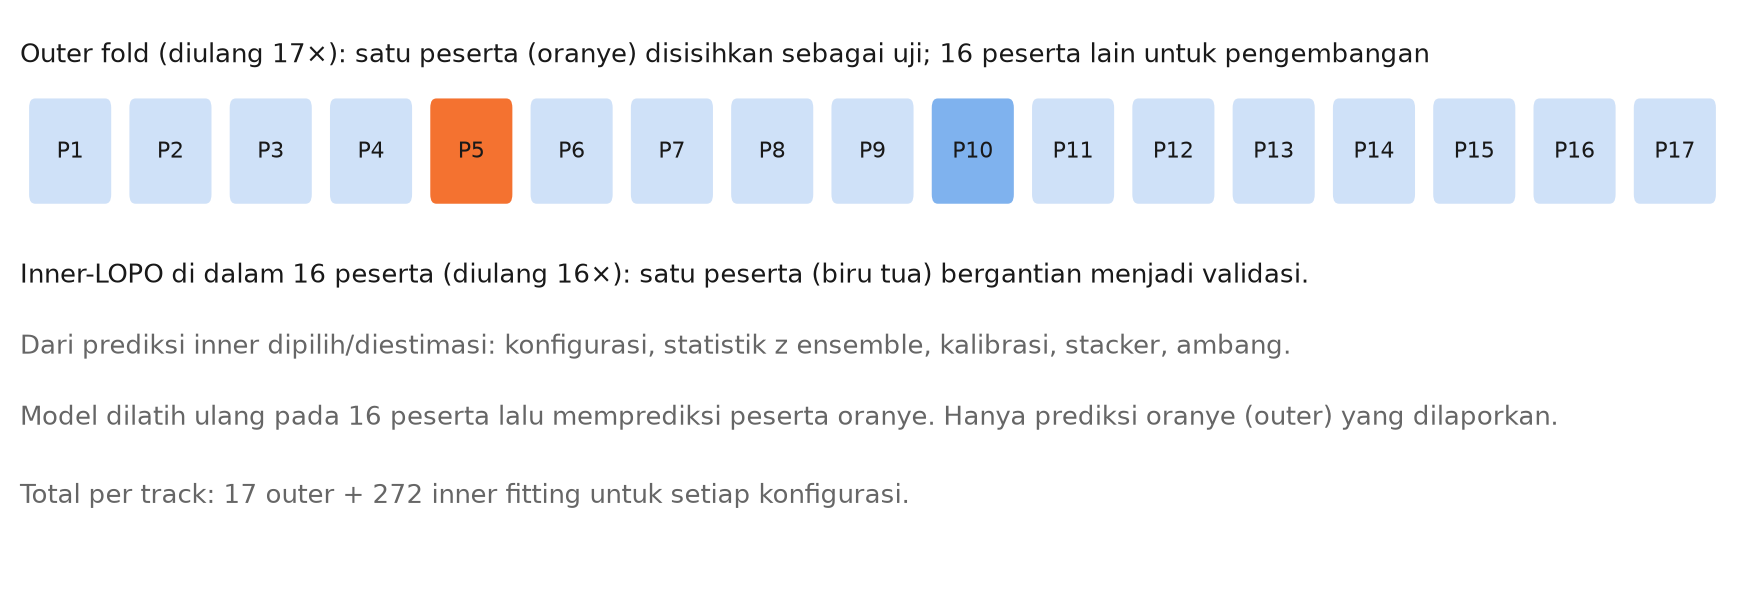 Outer fold (diulang 17×): satu peserta (oranye) disisihkan sebagai uji; 16 peserta lain untuk pengembangan
P1 P2 P3 P4 P5 P6 P7 P8 P9 P10 P11 P12 P13 P14 P15 P16 P17
Inner-LOPO di dalam 16 peserta (diulang 16×): satu peserta (biru tua) bergantian menjadi validasi.
Dari prediksi inner dipilih/diestimasi: konfigurasi, statistik z ensemble, kalibrasi, stacker, ambang.
Model dilatih ulang pada 16 peserta lalu memprediksi peserta oranye. Hanya prediksi oranye (outer) yang dilaporkan.
Total per track: 17 outer + 272 inner fitting untuk setiap konfigurasi.